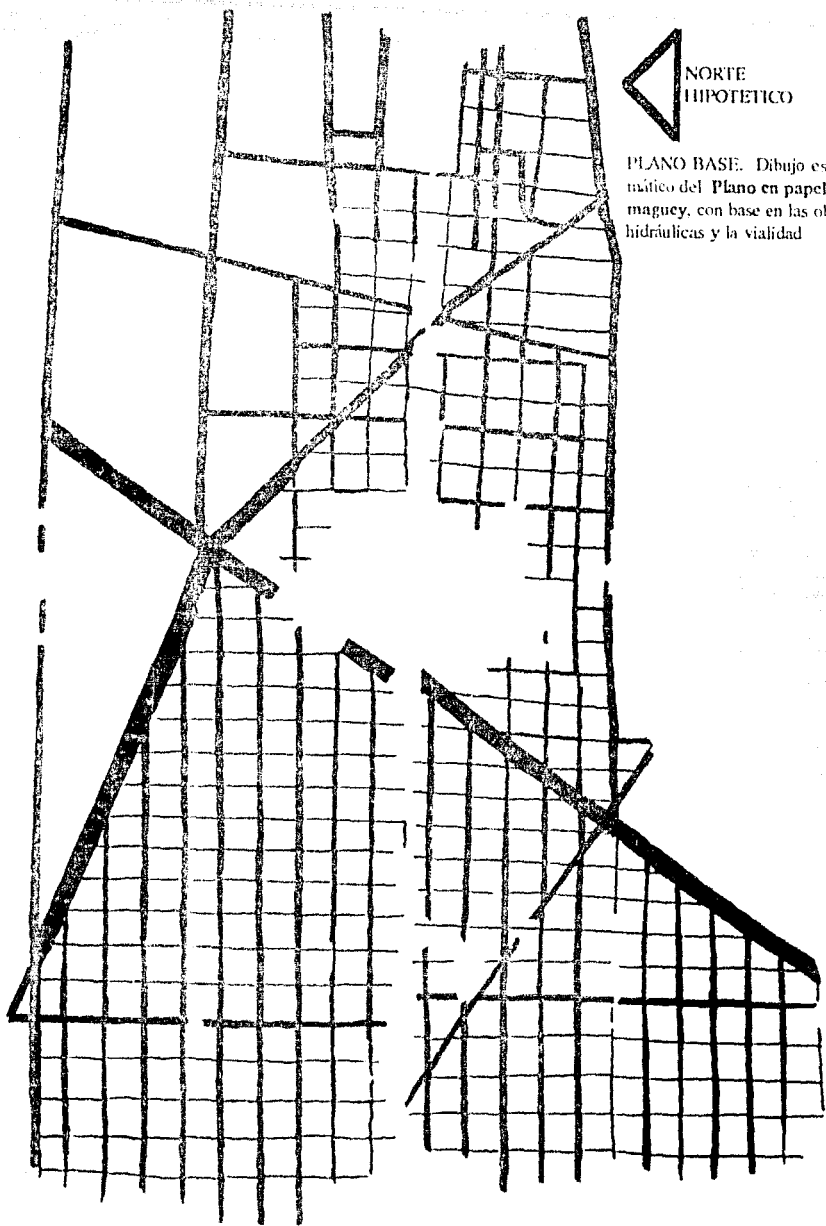 NORTE
HIPOTETICO
PLANO BASE. Dibujo es
mático del Plano en papel
maguey, con base en las ob
hidráulicas y la vialidad